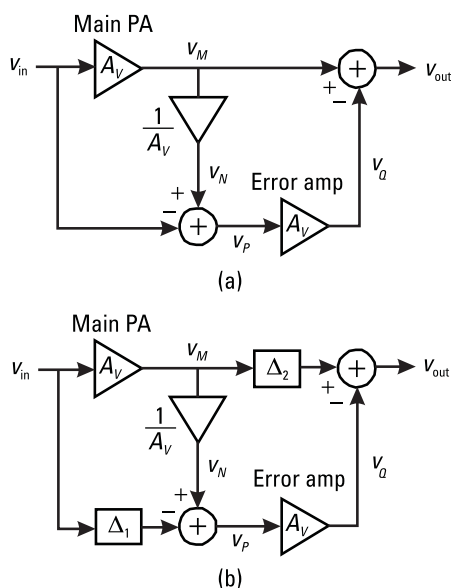 Main PA
v_in A_V v_M + − + v_out
1/A_V
v_N Error amp v_Q
+ − + v_P A_V
(a)
Main PA
v_in A_V v_M Δ_2 + − + v_out
1/A_V
v_N Error amp v_Q
Δ_1 − + + v_P A_V
(b)